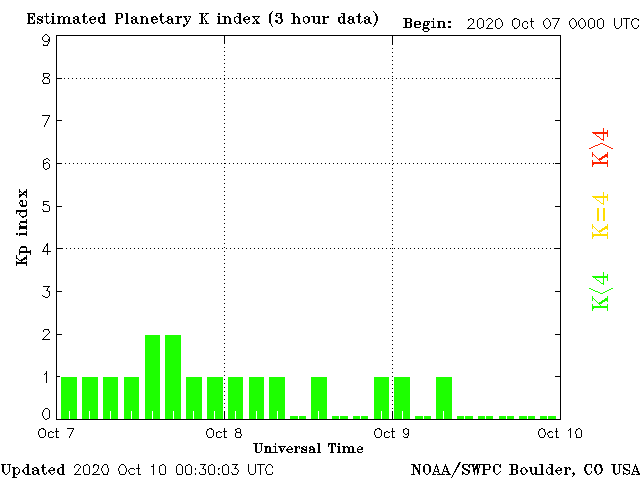 Estimated Planetary K index (3 hour data)
Begin: 2020 Oct 07 0000 UTC
9
8
7
6
5
4
3
2
1
0
Kp index
K>4
K=4
K<4
Oct 7
Oct 8
Oct 9
Oct 10
Universal Time
Updated 2020 Oct 10 00:30:03 UTC
NOAA/SWPC Boulder, CO USA